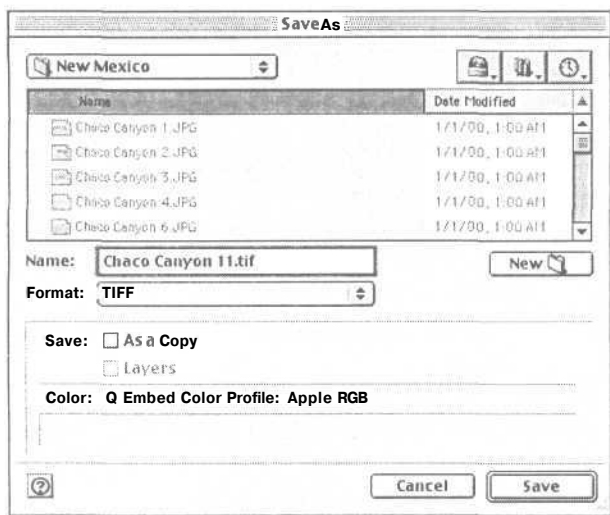 SaveAs
New Mexico
Name Date Modified
Chaco Canyon 1.JPG 1/1/00, 1:00 AM
Chaco Canyon 2.JPG 1/1/00, 1:00 AM
Chaco Canyon 3.JPG 1/1/00, 1:00 AM
Chaco Canyon 4.JPG 1/1/00, 1:00 AM
Chaco Canyon 6.JPG 1/1/00, 1:00 AM
Name: Chaco Canyon 11.tif New
Format: TIFF
Save: As a Copy
Layers
Color: Q Embed Color Profile: Apple RGB
Cancel Save